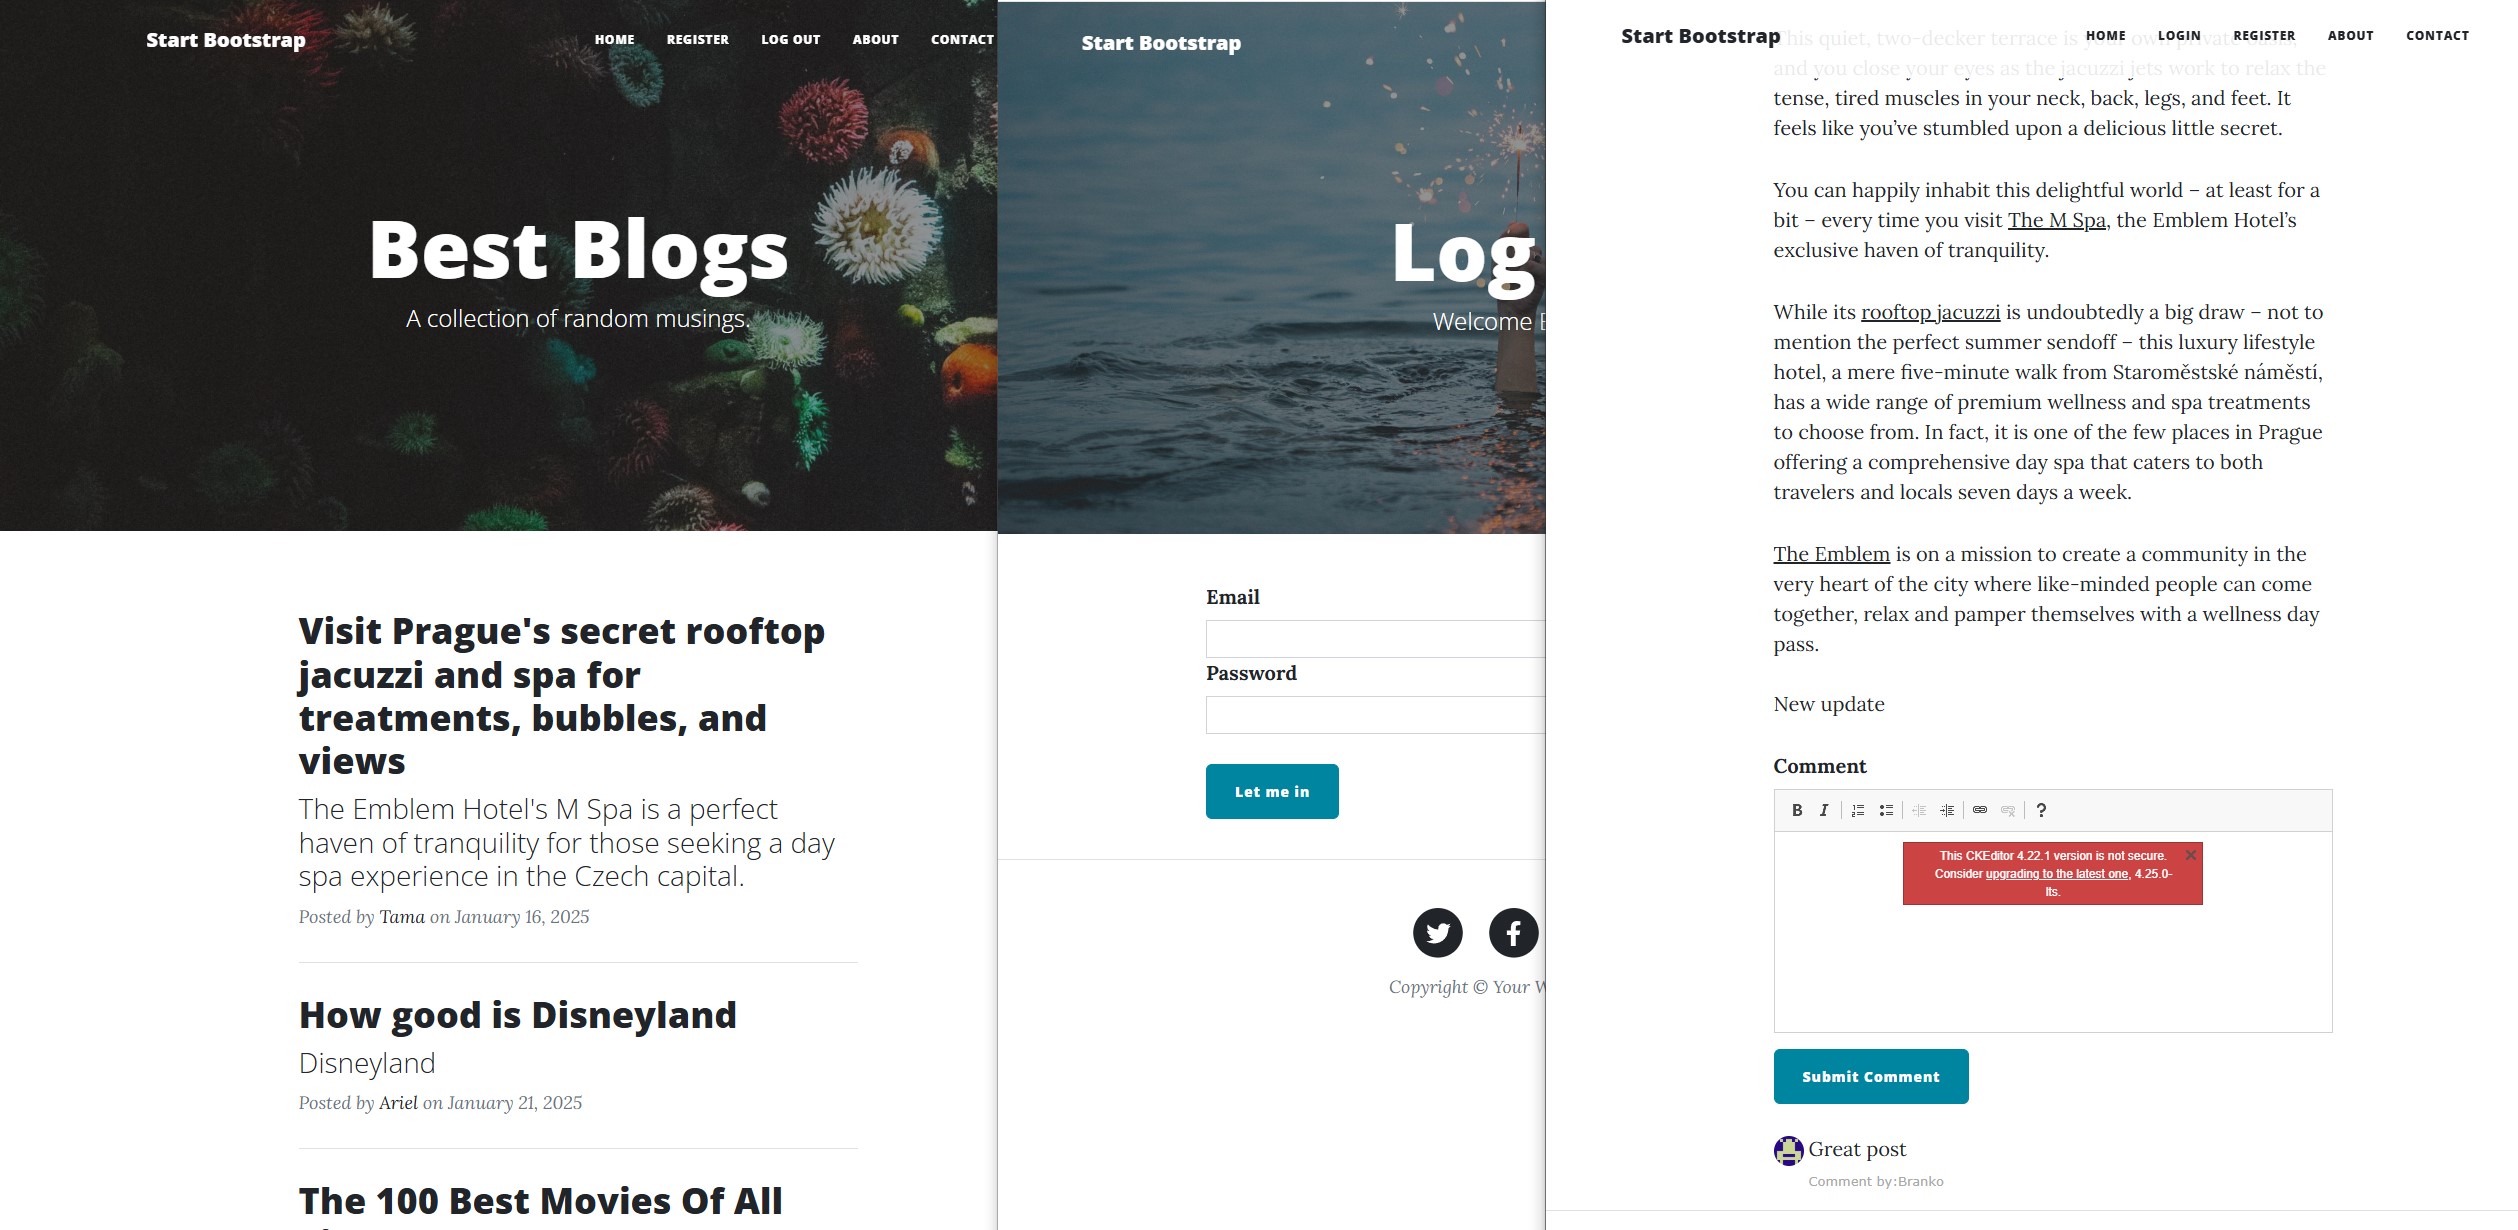 Start Bootstrap
HOME REGISTER LOG OUT ABOUT CONTACT
Best Blogs
A collection of random musings.
Visit Prague's secret rooftop
jacuzzi and spa for
treatments, bubbles, and
views
The Emblem Hotel's M Spa is a perfect
haven of tranquility for those seeking a day
spa experience in the Czech capital.
Posted by Tama on January 16, 2025
How good is Disneyland
Disneyland
Posted by Ariel on January 21, 2025
The 100 Best Movies Of All
Start Bootstrap
Log
Welcome
Email
Password
Let me in
Copyright © Your
Start Bootstrap
HOME LOGIN REGISTER ABOUT CONTACT
This quiet, two-decker terrace is your own private oasis,
and you close your eyes as the jacuzzi jets work to relax the
tense, tired muscles in your neck, back, legs, and feet. It
feels like you’ve stumbled upon a delicious little secret.
You can happily inhabit this delightful world – at least for a
bit – every time you visit The M Spa, the Emblem Hotel’s
exclusive haven of tranquility.
While its rooftop jacuzzi is undoubtedly a big draw – not to
mention the perfect summer sendoff – this luxury lifestyle
hotel, a mere five-minute walk from Staroměstské náměstí,
has a wide range of premium wellness and spa treatments
to choose from. In fact, it is one of the few places in Prague
offering a comprehensive day spa that caters to both
travelers and locals seven days a week.
The Emblem is on a mission to create a community in the
very heart of the city where like-minded people can come
together, relax and pamper themselves with a wellness day
pass.
New update
Comment
B I ?
This CKEditor 4.22.1 version is not secure.
Consider upgrading to the latest one, 4.25.0-
lts.
Submit Comment
Great post
Comment by:Branko